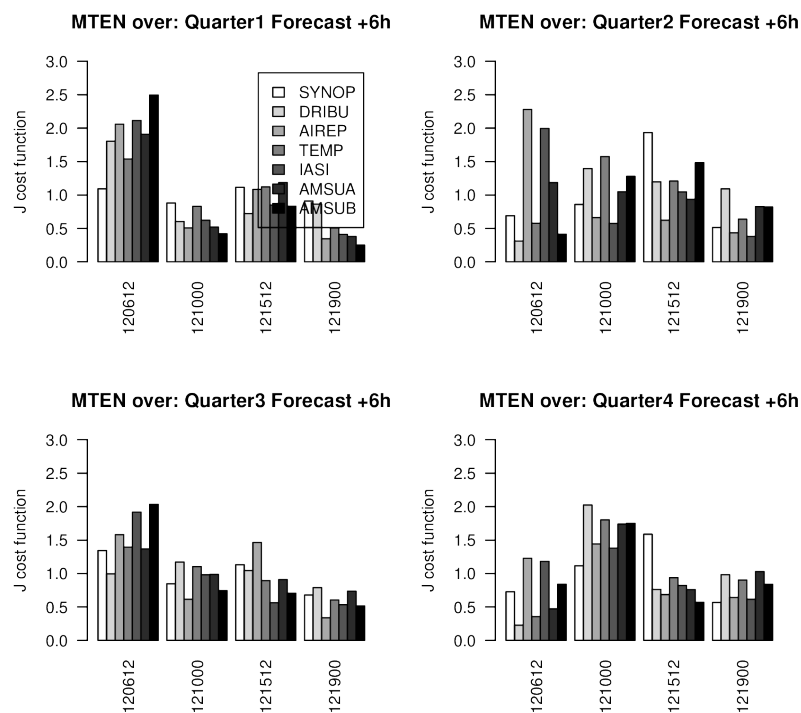 MTEN over: Quarter1 Forecast +6h
J cost function
3.0
2.5
2.0
1.5
1.0
0.5
0.0
SYNOP
DRIBU
AIREP
TEMP
IASI
AMSUA
AMSUB
120612
121000
121512
121900
MTEN over: Quarter2 Forecast +6h
J cost function
3.0
2.5
2.0
1.5
1.0
0.5
0.0
120612
121000
121512
121900
MTEN over: Quarter3 Forecast +6h
J cost function
3.0
2.5
2.0
1.5
1.0
0.5
0.0
120612
121000
121512
121900
MTEN over: Quarter4 Forecast +6h
J cost function
3.0
2.5
2.0
1.5
1.0
0.5
0.0
120612
121000
121512
121900